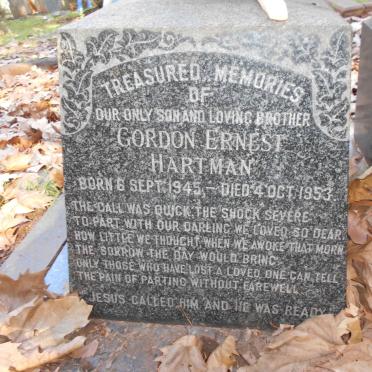 TREASURED MEMORIES
OF
OUR ONLY SON AND LOVING BROTHER
GORDON ERNEST
HARTMAN
BORN 6 SEPT. 1945 — DIED 4 OCT. 1953.
THE CALL WAS QUICK, THE SHOCK SEVERE
TO PART WITH OUR DARLING WE LOVED SO DEAR
HOW LITTLE WE THOUGHT WHEN WE AWOKE THAT MORN
THE SORROW THE DAY WOULD BRING.
ONLY THOSE WHO HAVE LOST A LOVED ONE CAN TELL
THE PAIN OF PARTING WITHOUT FAREWELL.
JESUS CALLED HIM AND HE WAS READY.